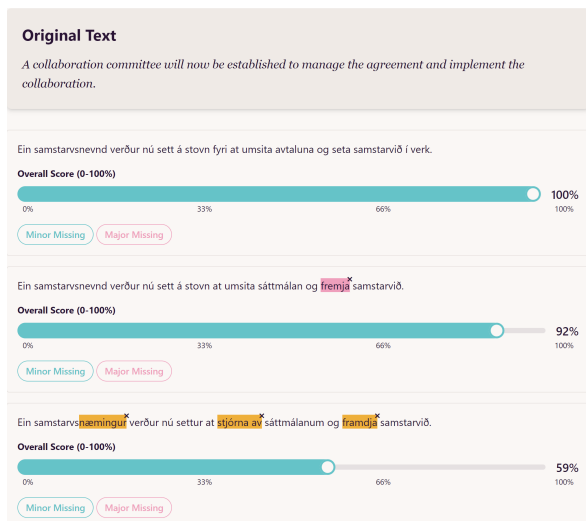 Original Text
A collaboration committee will now be established to manage the agreement and implement the
collaboration.
Ein samstarvsnevnd verður nú sett á stovn fyri at umsita avtaluna og seta samstarvið í verk.
Overall Score (0-100%)
100%
0% 33% 66% 100%
Minor Missing Major Missing
Ein samstarvsnevnd verður nú sett á stovn at umsita sáttmálan og fremja samstarvið.
Overall Score (0-100%)
92%
0% 33% 66% 100%
Minor Missing Major Missing
Ein samstarvsnæmingur verður nú settur at stjórna av sáttmálanum og framdja samstarvið.
Overall Score (0-100%)
59%
0% 33% 66% 100%
Minor Missing Major Missing